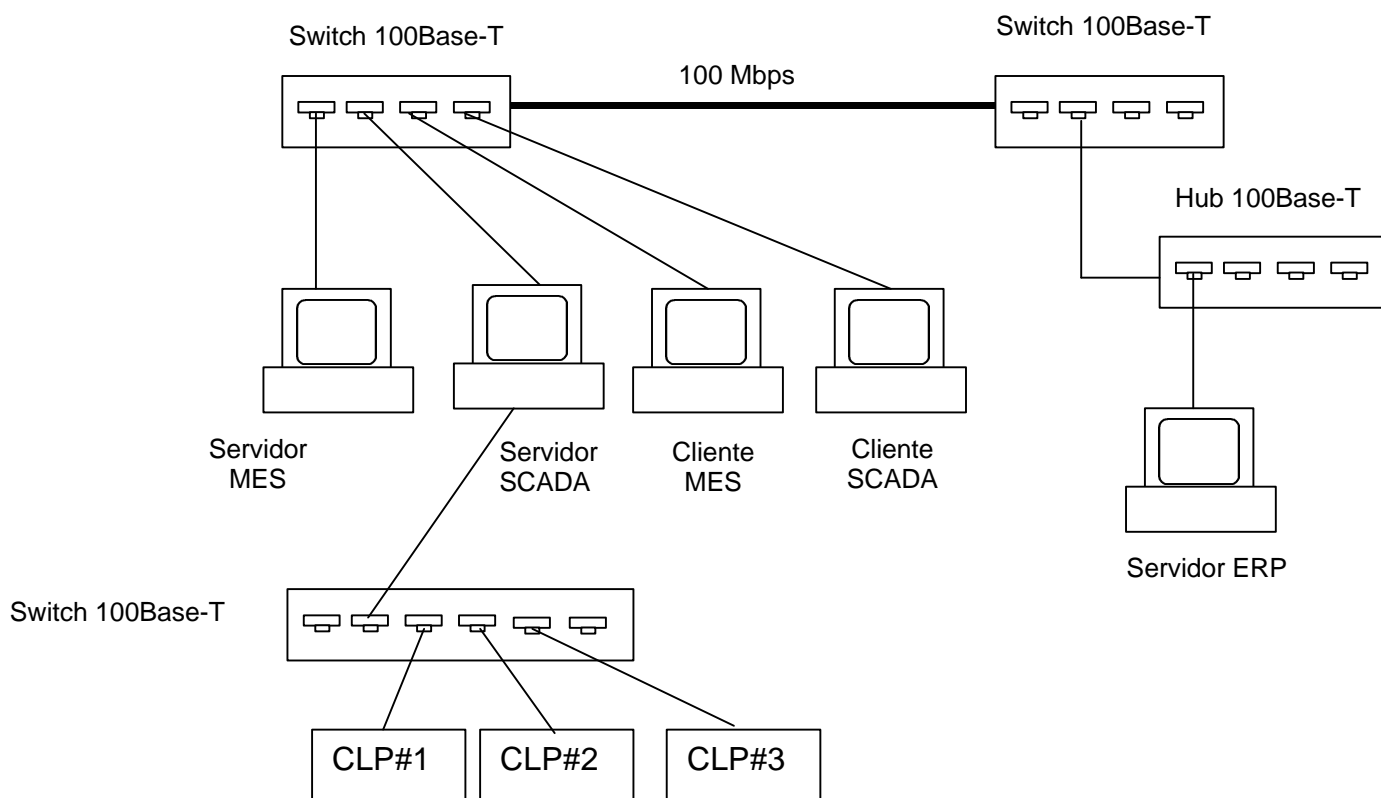 Switch 100Base-T
100 Mbps
Switch 100Base-T
Hub 100Base-T
Servidor
MES
Servidor
SCADA
Cliente
MES
Cliente
SCADA
Servidor ERP
Switch 100Base-T
CLP#1
CLP#2
CLP#3